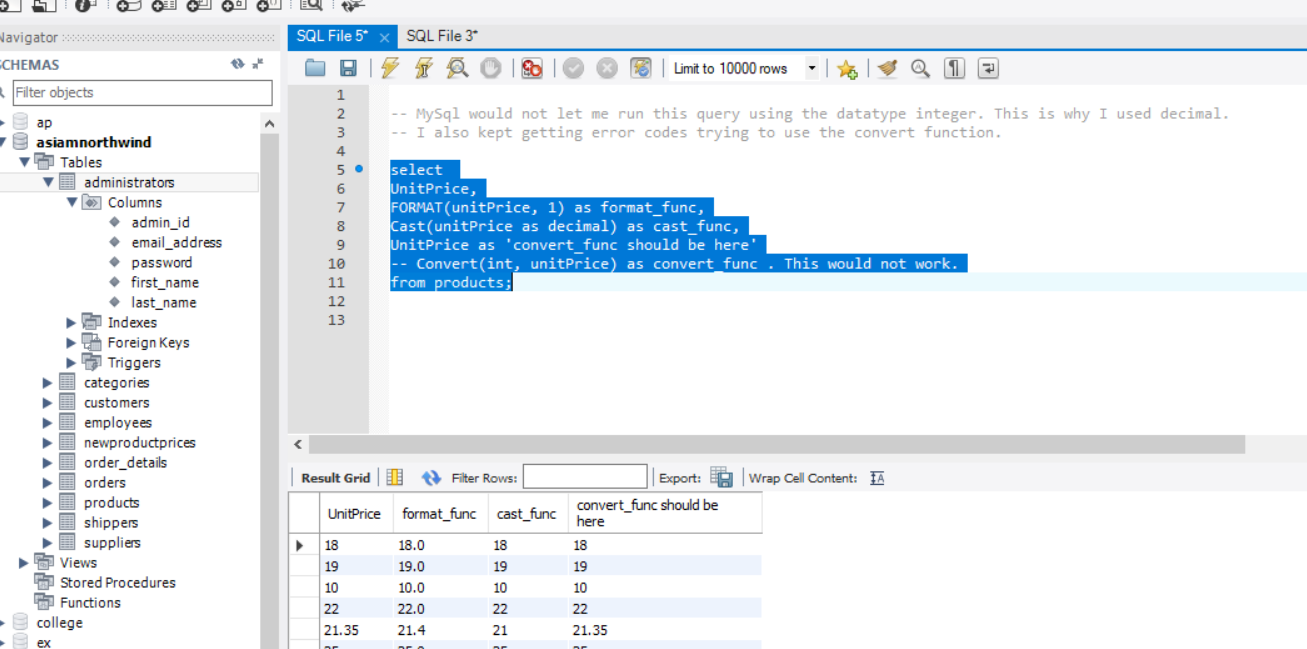 Navigator
SQL File 5*
SQL File 3*
SCHEMAS
Limit to 10000 rows
Filter objects
ap
asiamnorthwind
Tables
administrators
Columns
admin_id
email_address
password
first_name
last_name
Indexes
Foreign Keys
Triggers
categories
customers
employees
newproductprices
order_details
orders
products
shippers
suppliers
Views
Stored Procedures
Functions
college
ex
1
2 -- MySql would not let me run this query using the datatype integer. This is why I used decimal.
3 -- I also kept getting error codes trying to use the convert function.
4
5 select
6 UnitPrice,
7 FORMAT(unitPrice, 1) as format_func,
8 Cast(unitPrice as decimal) as cast_func,
9 UnitPrice as 'convert_func should be here'
10 -- Convert(int, unitPrice) as convert_func . This would not work.
11 from products;
12
13
Result Grid Filter Rows: Export: Wrap Cell Content:
UnitPrice format_func cast_func convert_func should be
here
18 18.0 18 18
19 19.0 19 19
10 10.0 10 10
22 22.0 22 22
21.35 21.4 21 21.35